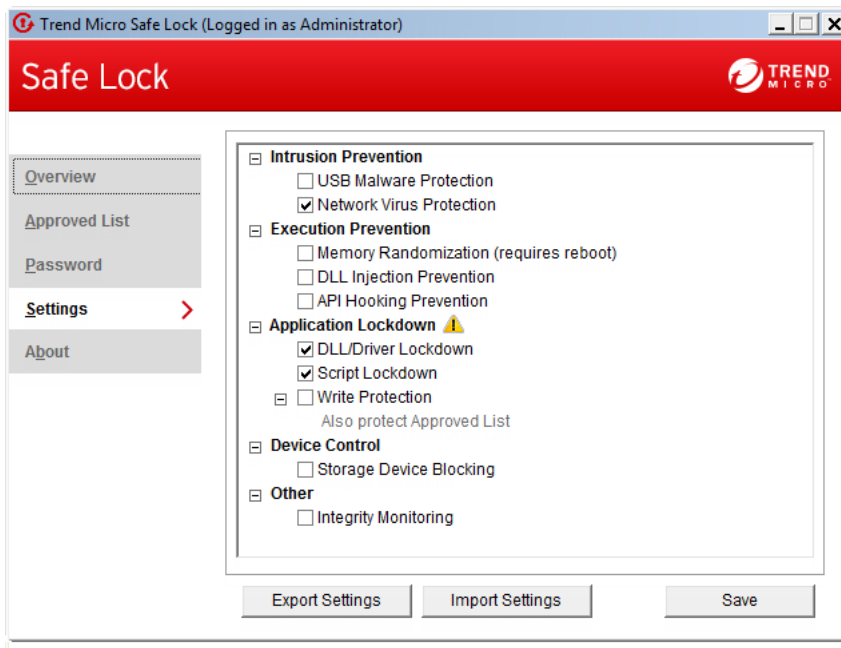 Trend Micro Safe Lock (Logged in as Administrator)
Safe Lock
TREND
MICRO
Overview
Approved List
Password
Settings
About
Intrusion Prevention
USB Malware Protection
Network Virus Protection
Execution Prevention
Memory Randomization (requires reboot)
DLL Injection Prevention
API Hooking Prevention
Application Lockdown
DLL/Driver Lockdown
Script Lockdown
Write Protection
Also protect Approved List
Device Control
Storage Device Blocking
Other
Integrity Monitoring
Export Settings
Import Settings
Save